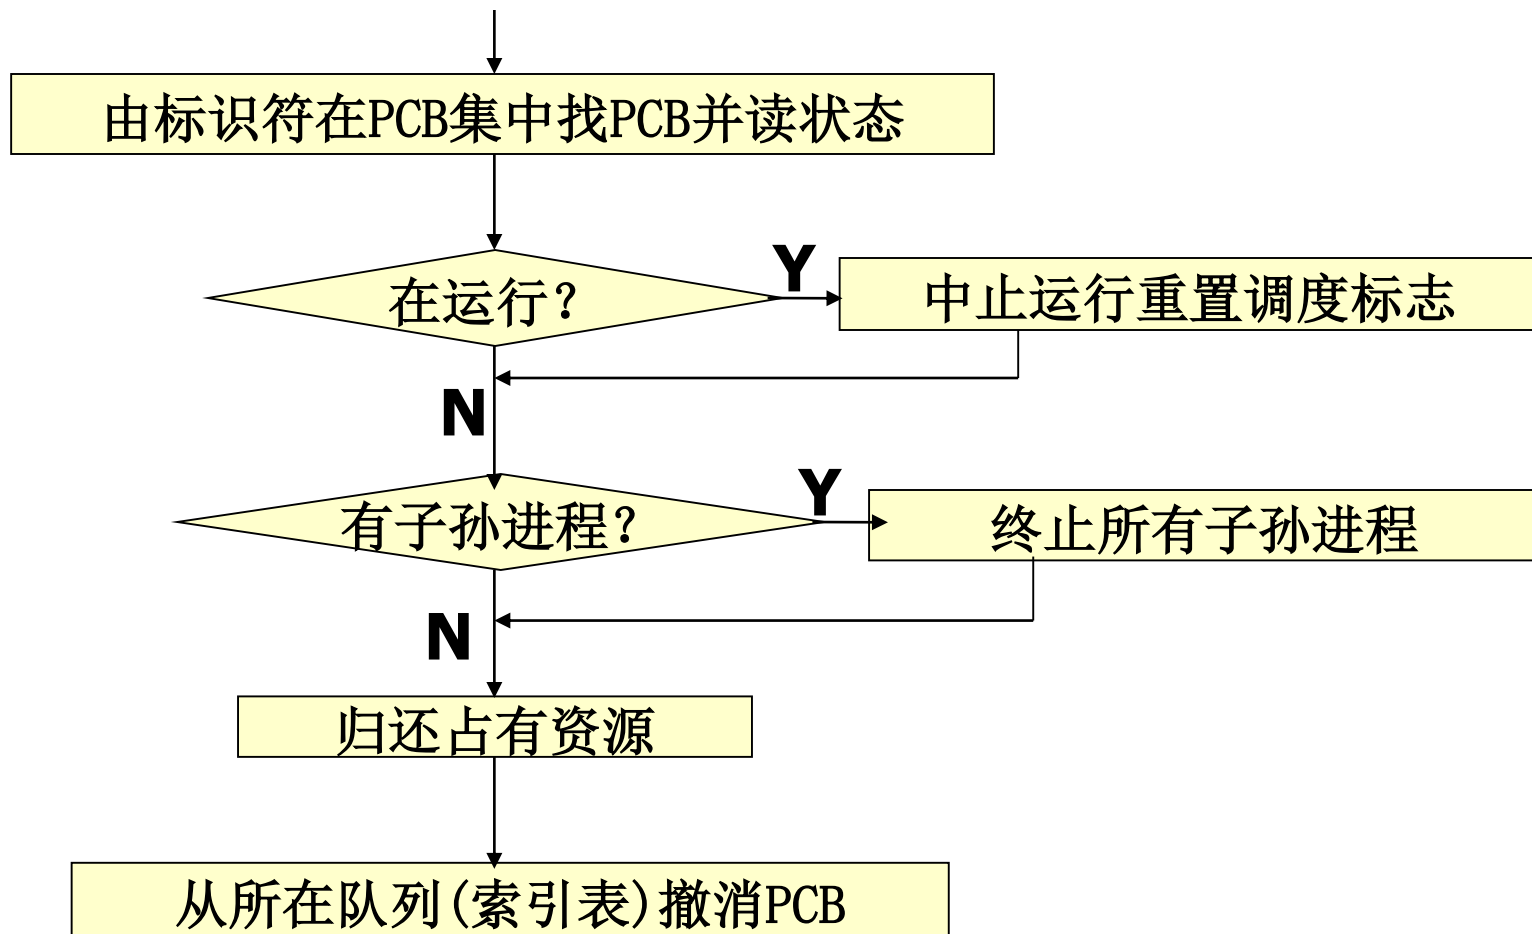 由标识符在PCB集中找PCB并读状态
在运行?
Y
中止运行重置调度标志
N
有子孙进程?
Y
终止所有子孙进程
N
归还占有资源
从所在队列(索引表)撤消PCB